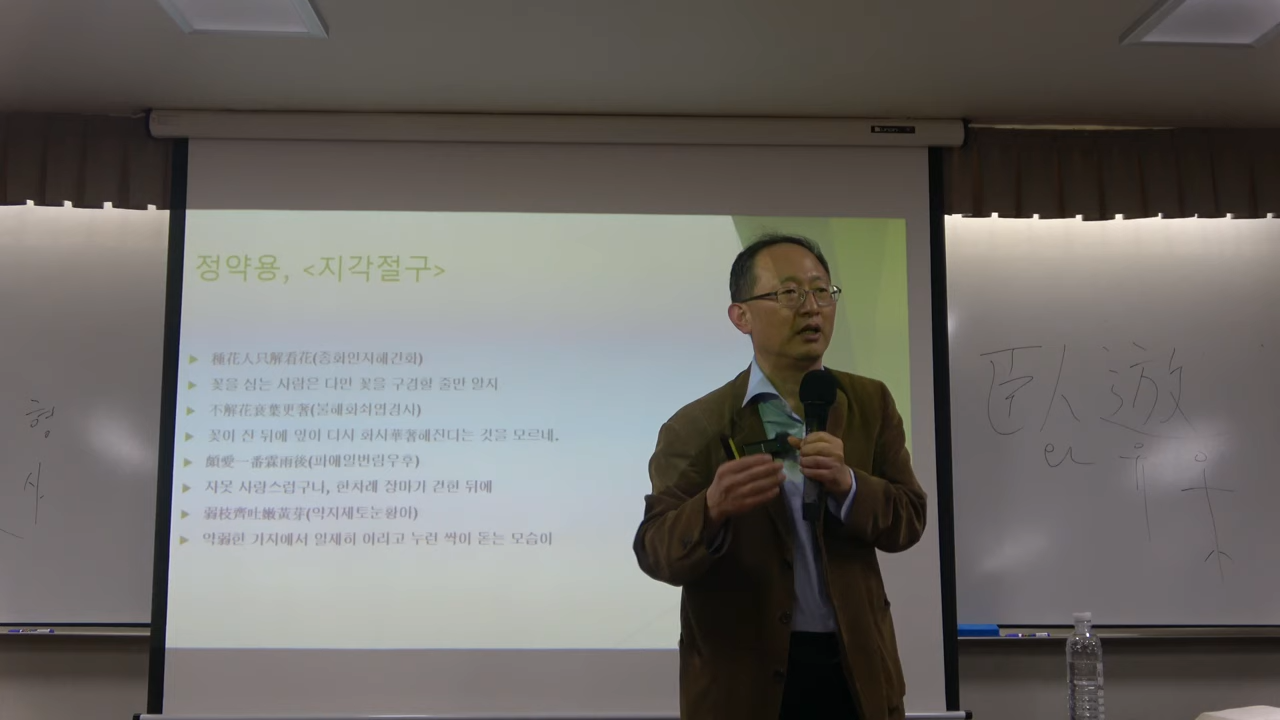 정약용, <지각절구>
種花人只解看花(종화인지해간화)
꽃을 심는 사람은 다만 꽃을 구경할 줄만 알지
不解花衰葉更奢(불해화쇠엽경사)
꽃이 진 뒤에 잎이 다시 화사華奢해진다는 것을 모르네.
頗愛一番霖雨後(파애일번림우후)
자못 사랑스럽구나, 한차례 장마가 걷힌 뒤에
弱枝齊吐嫩黃芽(약지제토눈황아)
약弱한 가지에서 일제히 여리고 누런 싹이 돋는 모습이
형
사
臥遊
와 유